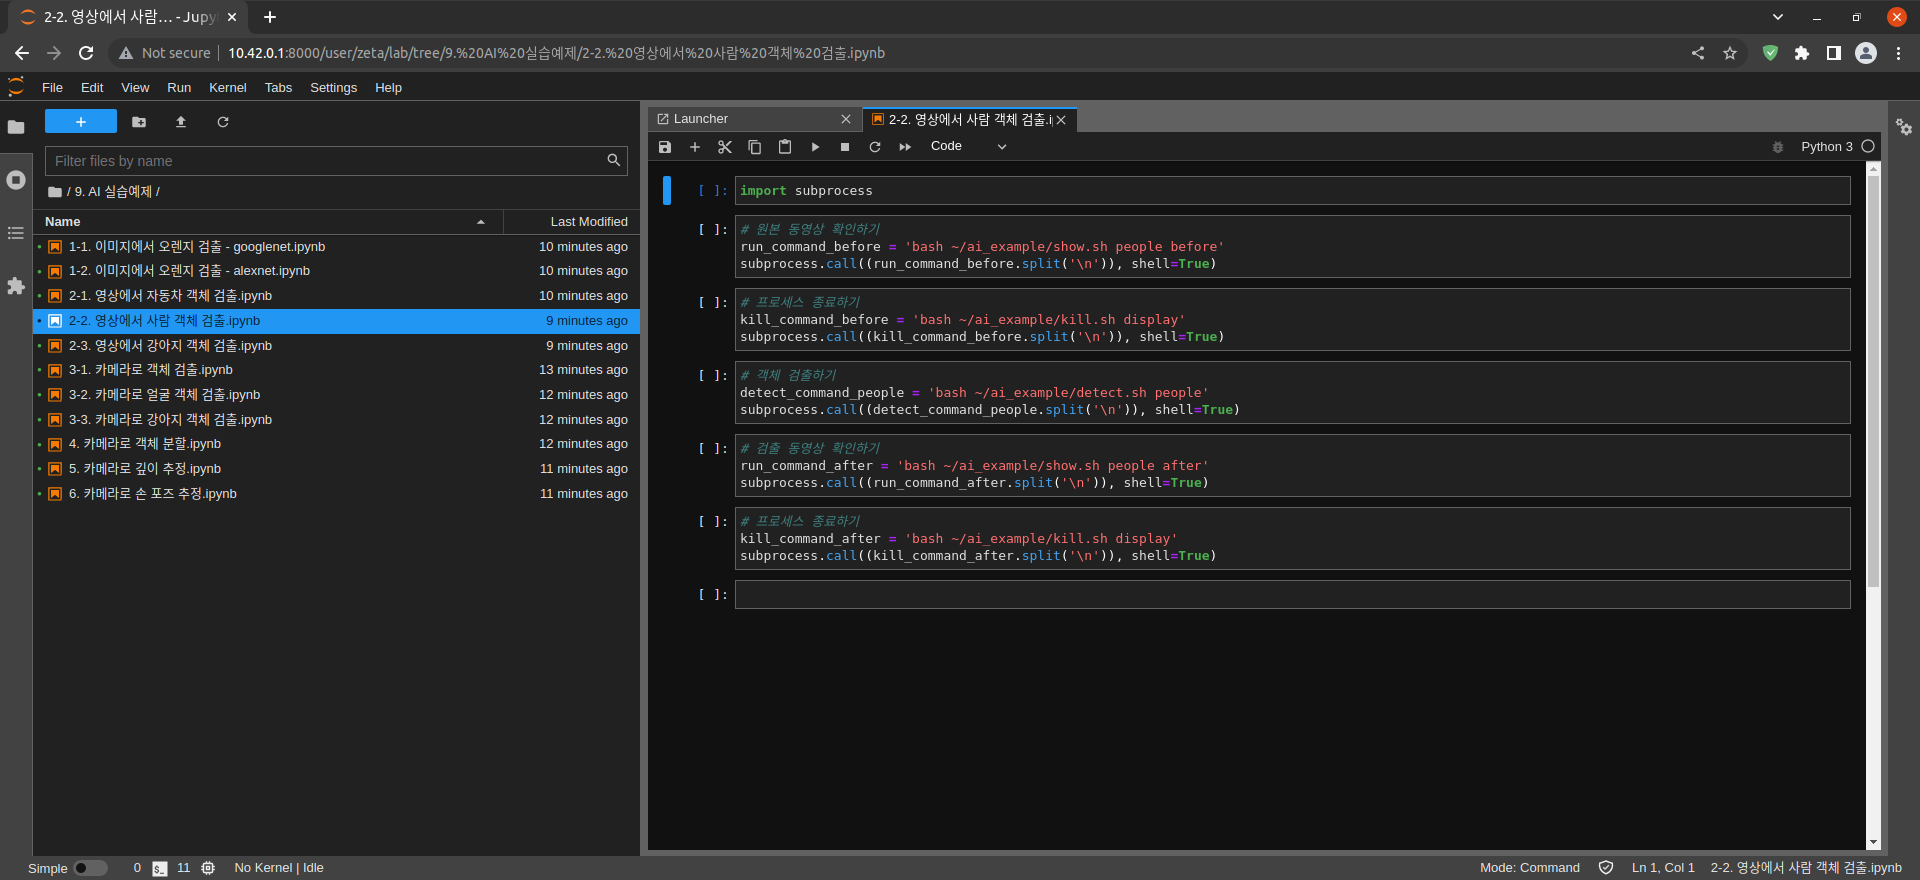 2-2. 영상에서 사람... - Jupy
Not secure
10.42.0.1:8000/user/zeta/lab/tree/9.%20AI%20실습예제/2-2.%20영상에서%20사람%20객체%20검출.ipynb
File Edit View Run Kernel Tabs Settings Help
+
Filter files by name
/ 9. AI 실습예제 /
Name Last Modified
1-1. 이미지에서 오렌지 검출 - googlenet.ipynb 10 minutes ago
1-2. 이미지에서 오렌지 검출 - alexnet.ipynb 10 minutes ago
2-1. 영상에서 자동차 객체 검출.ipynb 10 minutes ago
2-2. 영상에서 사람 객체 검출.ipynb 9 minutes ago
2-3. 영상에서 강아지 객체 검출.ipynb 9 minutes ago
3-1. 카메라로 객체 검출.ipynb 13 minutes ago
3-2. 카메라로 얼굴 객체 검출.ipynb 12 minutes ago
3-3. 카메라로 강아지 객체 검출.ipynb 12 minutes ago
4. 카메라로 객체 분할.ipynb 12 minutes ago
5. 카메라로 깊이 추정.ipynb 11 minutes ago
6. 카메라로 손 포즈 추정.ipynb 11 minutes ago
Launcher
2-2. 영상에서 사람 객체 검출.i
Code
Python 3
[ ]: import subprocess
[ ]: # 원본 동영상 확인하기
run_command_before = 'bash ~/ai_example/show.sh people before'
subprocess.call((run_command_before.split('\n')), shell=True)
[ ]: # 프로세스 종료하기
kill_command_before = 'bash ~/ai_example/kill.sh display'
subprocess.call((kill_command_before.split('\n')), shell=True)
[ ]: # 객체 검출하기
detect_command_people = 'bash ~/ai_example/detect.sh people'
subprocess.call((detect_command_people.split('\n')), shell=True)
[ ]: # 검출 동영상 확인하기
run_command_after = 'bash ~/ai_example/show.sh people after'
subprocess.call((run_command_after.split('\n')), shell=True)
[ ]: # 프로세스 종료하기
kill_command_after = 'bash ~/ai_example/kill.sh display'
subprocess.call((kill_command_after.split('\n')), shell=True)
[ ]:
Simple 0 $_ 11 No Kernel | Idle
Mode: Command Ln 1, Col 1 2-2. 영상에서 사람 객체 검출.ipynb